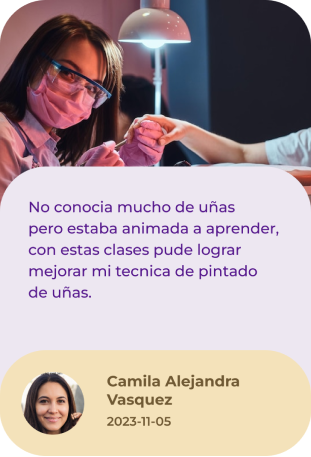 No conocia mucho de uñas
pero estaba animada a aprender,
con estas clases pude lograr
mejorar mi tecnica de pintado
de uñas.
Camila Alejandra
Vasquez
2023-11-05